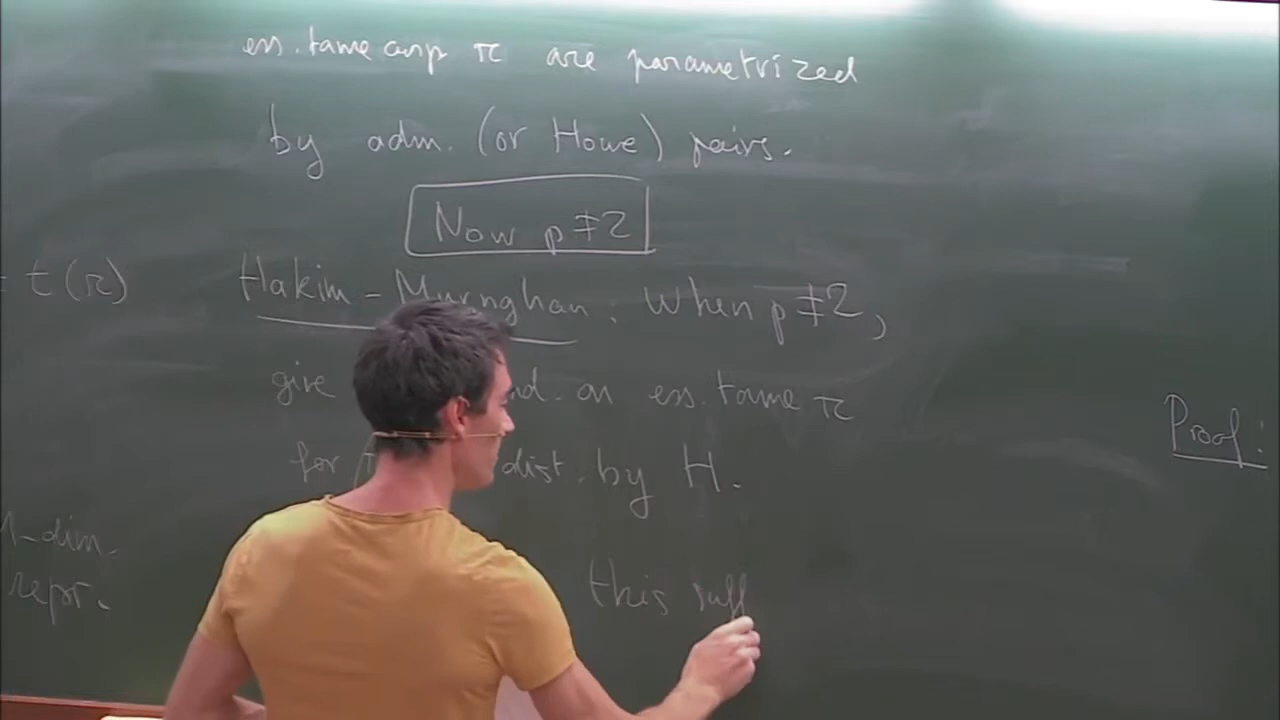 ess. tame cusp π are parametrized
by adm. (or Howe) pairs.
Now p ≠ 2
= t(π)
Hakim - Murnaghan : When p ≠ 2,
give on ess. tame π
for dist. by H.
Proof:
1-dim.
repr.
this suff